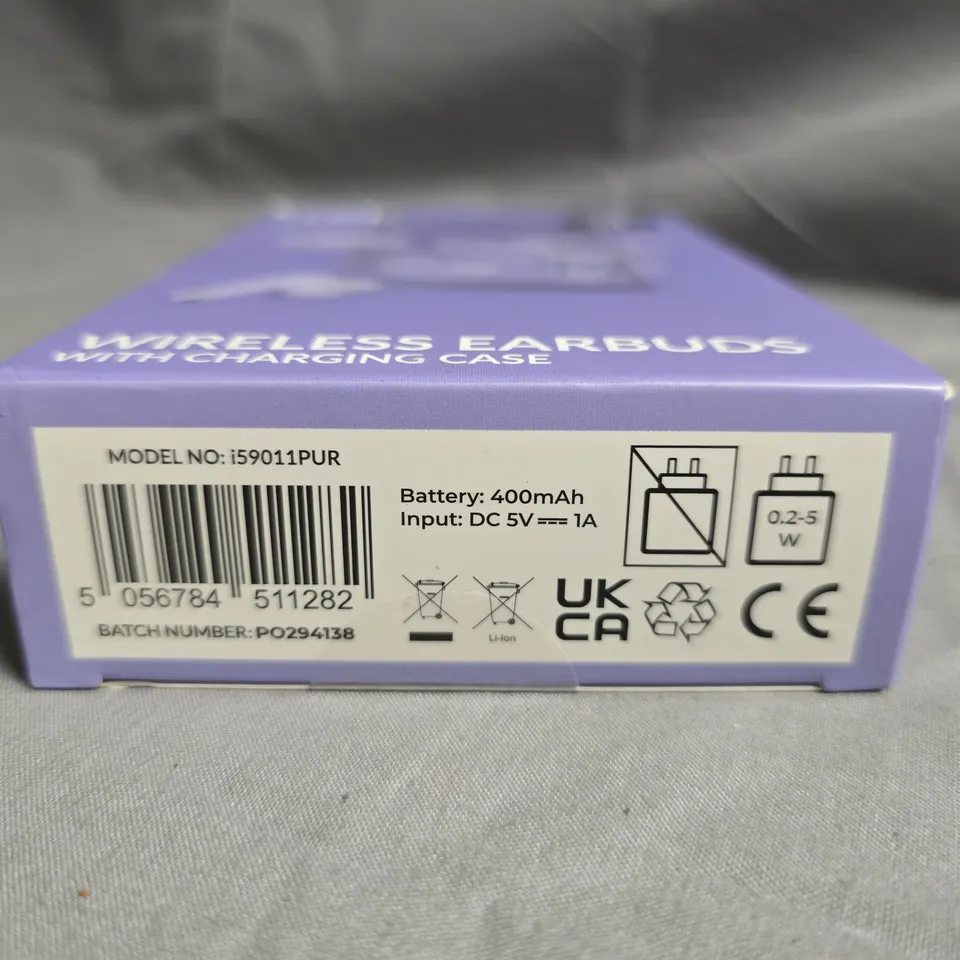 WIRELESS EARBUDS
WITH CHARGING CASE
MODEL NO: i59011PUR
5 056784 511282
BATCH NUMBER: PO294138
Battery: 400mAh
Input: DC 5V ⎓ 1A
0.2-5
W
Li-Ion
UK
CA
CE